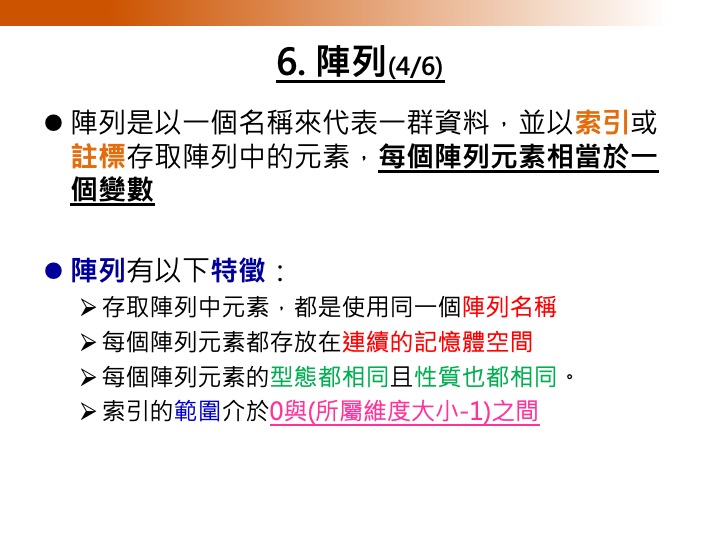 6. 陣列(4/6)
陣列是以一個名稱來代表一群資料，並以索引或
註標存取陣列中的元素，每個陣列元素相當於一
個變數
陣列有以下特徵：
存取陣列中元素，都是使用同一個陣列名稱
每個陣列元素都存放在連續的記憶體空間
每個陣列元素的型態都相同且性質也都相同。
索引的範圍介於0與(所屬維度大小-1)之間